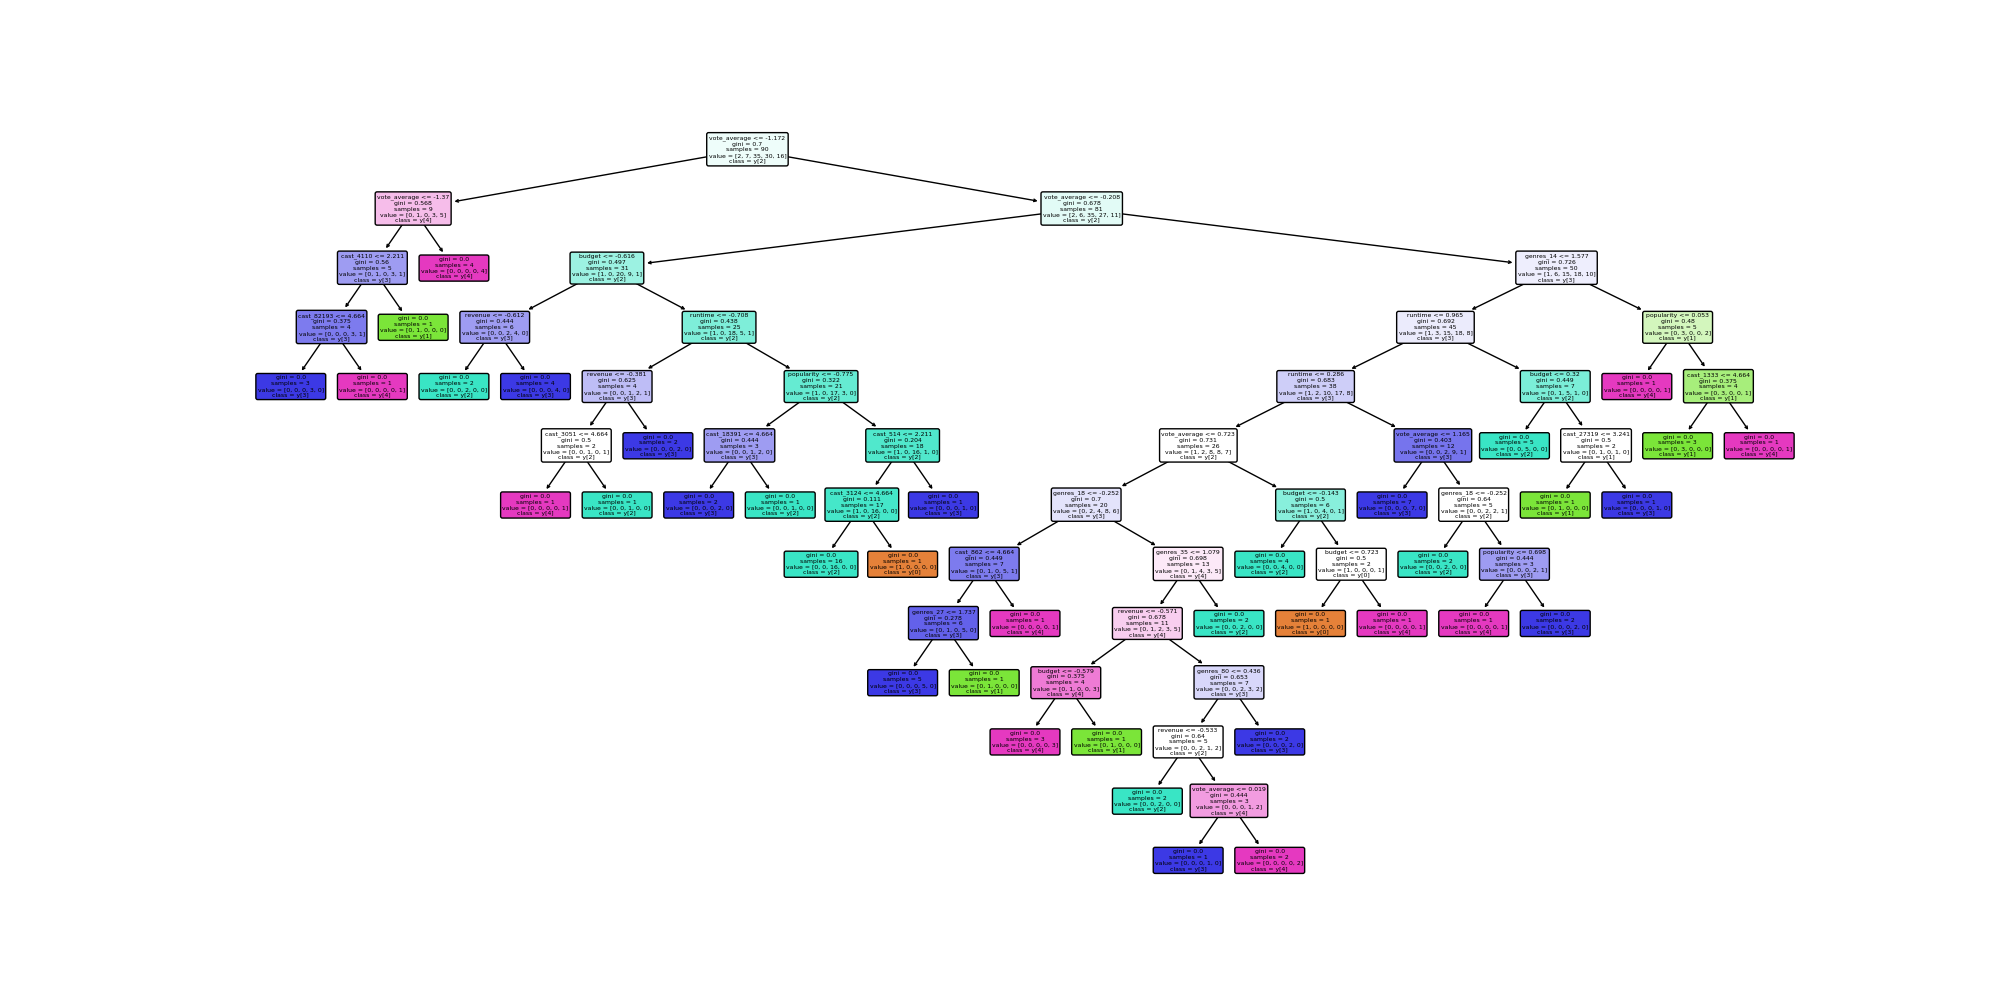 vote_average <= -1.172
gini = 0.7
samples = 90
value = [2, 7, 35, 30, 16]
class = y[2]
vote_average <= -1.37
gini = 0.568
samples = 9
value = [0, 1, 0, 3, 5]
class = y[4]
vote_average <= -0.208
gini = 0.678
samples = 81
value = [2, 6, 35, 27, 11]
class = y[2]
cast_4110 <= 2.211
gini = 0.56
samples = 5
value = [0, 1, 0, 3, 1]
class = y[3]
gini = 0.0
samples = 4
value = [0, 0, 0, 0, 4]
class = y[4]
budget <= -0.616
gini = 0.497
samples = 31
value = [1, 0, 20, 9, 1]
class = y[2]
genres_14 <= 1.577
gini = 0.726
samples = 50
value = [1, 6, 15, 18, 10]
class = y[3]
cast_82193 <= 4.664
gini = 0.375
samples = 4
value = [0, 0, 0, 3, 1]
class = y[3]
gini = 0.0
samples = 1
value = [0, 1, 0, 0, 0]
class = y[1]
revenue <= -0.612
gini = 0.444
samples = 6
value = [0, 0, 2, 4, 0]
class = y[3]
runtime <= -0.708
gini = 0.438
samples = 25
value = [1, 0, 18, 5, 1]
class = y[2]
runtime <= 0.965
gini = 0.692
samples = 45
value = [1, 3, 15, 18, 8]
class = y[3]
popularity <= 0.053
gini = 0.48
samples = 5
value = [0, 3, 0, 0, 2]
class = y[1]
gini = 0.0
samples = 3
value = [0, 0, 0, 3, 0]
class = y[3]
gini = 0.0
samples = 1
value = [0, 0, 0, 0, 1]
class = y[4]
gini = 0.0
samples = 2
value = [0, 0, 2, 0, 0]
class = y[2]
gini = 0.0
samples = 4
value = [0, 0, 0, 4, 0]
class = y[3]
revenue <= -0.381
gini = 0.625
samples = 4
value = [0, 0, 1, 2, 1]
class = y[3]
popularity <= -0.775
gini = 0.322
samples = 21
value = [1, 0, 17, 3, 0]
class = y[2]
runtime <= 0.286
gini = 0.683
samples = 38
value = [1, 2, 10, 17, 8]
class = y[3]
budget <= 0.32
gini = 0.449
samples = 7
value = [0, 1, 5, 1, 0]
class = y[2]
gini = 0.0
samples = 1
value = [0, 0, 0, 0, 1]
class = y[4]
cast_1333 <= 4.664
gini = 0.375
samples = 4
value = [0, 3, 0, 0, 1]
class = y[1]
cast_3051 <= 4.664
gini = 0.5
samples = 2
value = [0, 0, 1, 0, 1]
class = y[2]
gini = 0.0
samples = 2
value = [0, 0, 0, 2, 0]
class = y[3]
cast_18391 <= 4.664
gini = 0.444
samples = 3
value = [0, 0, 1, 2, 0]
class = y[3]
cast_514 <= 2.211
gini = 0.204
samples = 18
value = [1, 0, 16, 1, 0]
class = y[2]
vote_average <= 0.723
gini = 0.731
samples = 26
value = [1, 2, 8, 8, 7]
class = y[2]
vote_average <= 1.165
gini = 0.403
samples = 12
value = [0, 0, 2, 9, 1]
class = y[3]
gini = 0.0
samples = 5
value = [0, 0, 5, 0, 0]
class = y[2]
cast_27319 <= 3.241
gini = 0.5
samples = 2
value = [0, 1, 0, 1, 0]
class = y[1]
gini = 0.0
samples = 3
value = [0, 3, 0, 0, 0]
class = y[1]
gini = 0.0
samples = 1
value = [0, 0, 0, 0, 1]
class = y[4]
gini = 0.0
samples = 1
value = [0, 0, 0, 0, 1]
class = y[4]
gini = 0.0
samples = 1
value = [0, 0, 1, 0, 0]
class = y[2]
gini = 0.0
samples = 2
value = [0, 0, 0, 2, 0]
class = y[3]
gini = 0.0
samples = 1
value = [0, 0, 1, 0, 0]
class = y[2]
cast_3124 <= 4.664
gini = 0.111
samples = 17
value = [1, 0, 16, 0, 0]
class = y[2]
gini = 0.0
samples = 1
value = [0, 0, 0, 1, 0]
class = y[3]
genres_18 <= -0.252
gini = 0.7
samples = 20
value = [0, 2, 4, 8, 6]
class = y[3]
budget <= -0.143
gini = 0.5
samples = 6
value = [1, 0, 4, 0, 1]
class = y[2]
gini = 0.0
samples = 7
value = [0, 0, 0, 7, 0]
class = y[3]
genres_18 <= -0.252
gini = 0.64
samples = 5
value = [0, 0, 2, 2, 1]
class = y[2]
gini = 0.0
samples = 1
value = [0, 1, 0, 0, 0]
class = y[1]
gini = 0.0
samples = 1
value = [0, 0, 0, 1, 0]
class = y[3]
gini = 0.0
samples = 16
value = [0, 0, 16, 0, 0]
class = y[2]
gini = 0.0
samples = 1
value = [1, 0, 0, 0, 0]
class = y[0]
cast_862 <= 4.664
gini = 0.449
samples = 7
value = [0, 1, 0, 5, 1]
class = y[3]
genres_35 <= 1.079
gini = 0.698
samples = 13
value = [0, 1, 4, 3, 5]
class = y[4]
gini = 0.0
samples = 4
value = [0, 0, 4, 0, 0]
class = y[2]
budget <= 0.723
gini = 0.5
samples = 2
value = [1, 0, 0, 0, 1]
class = y[0]
gini = 0.0
samples = 2
value = [0, 0, 2, 0, 0]
class = y[2]
popularity <= 0.698
gini = 0.444
samples = 3
value = [0, 0, 0, 2, 1]
class = y[3]
genres_27 <= 1.737
gini = 0.278
samples = 6
value = [0, 1, 0, 5, 0]
class = y[3]
gini = 0.0
samples = 1
value = [0, 0, 0, 0, 1]
class = y[4]
revenue <= -0.571
gini = 0.678
samples = 11
value = [0, 1, 2, 3, 5]
class = y[4]
gini = 0.0
samples = 2
value = [0, 0, 2, 0, 0]
class = y[2]
gini = 0.0
samples = 1
value = [1, 0, 0, 0, 0]
class = y[0]
gini = 0.0
samples = 1
value = [0, 0, 0, 0, 1]
class = y[4]
gini = 0.0
samples = 1
value = [0, 0, 0, 0, 1]
class = y[4]
gini = 0.0
samples = 2
value = [0, 0, 0, 2, 0]
class = y[3]
gini = 0.0
samples = 5
value = [0, 0, 0, 5, 0]
class = y[3]
gini = 0.0
samples = 1
value = [0, 1, 0, 0, 0]
class = y[1]
budget <= -0.579
gini = 0.375
samples = 4
value = [0, 1, 0, 0, 3]
class = y[4]
genres_80 <= 0.436
gini = 0.653
samples = 7
value = [0, 0, 2, 3, 2]
class = y[3]
gini = 0.0
samples = 3
value = [0, 0, 0, 0, 3]
class = y[4]
gini = 0.0
samples = 1
value = [0, 1, 0, 0, 0]
class = y[1]
revenue <= -0.533
gini = 0.64
samples = 5
value = [0, 0, 2, 1, 2]
class = y[2]
gini = 0.0
samples = 2
value = [0, 0, 0, 2, 0]
class = y[3]
gini = 0.0
samples = 2
value = [0, 0, 2, 0, 0]
class = y[2]
vote_average <= 0.019
gini = 0.444
samples = 3
value = [0, 0, 0, 1, 2]
class = y[4]
gini = 0.0
samples = 1
value = [0, 0, 0, 1, 0]
class = y[3]
gini = 0.0
samples = 2
value = [0, 0, 0, 0, 2]
class = y[4]